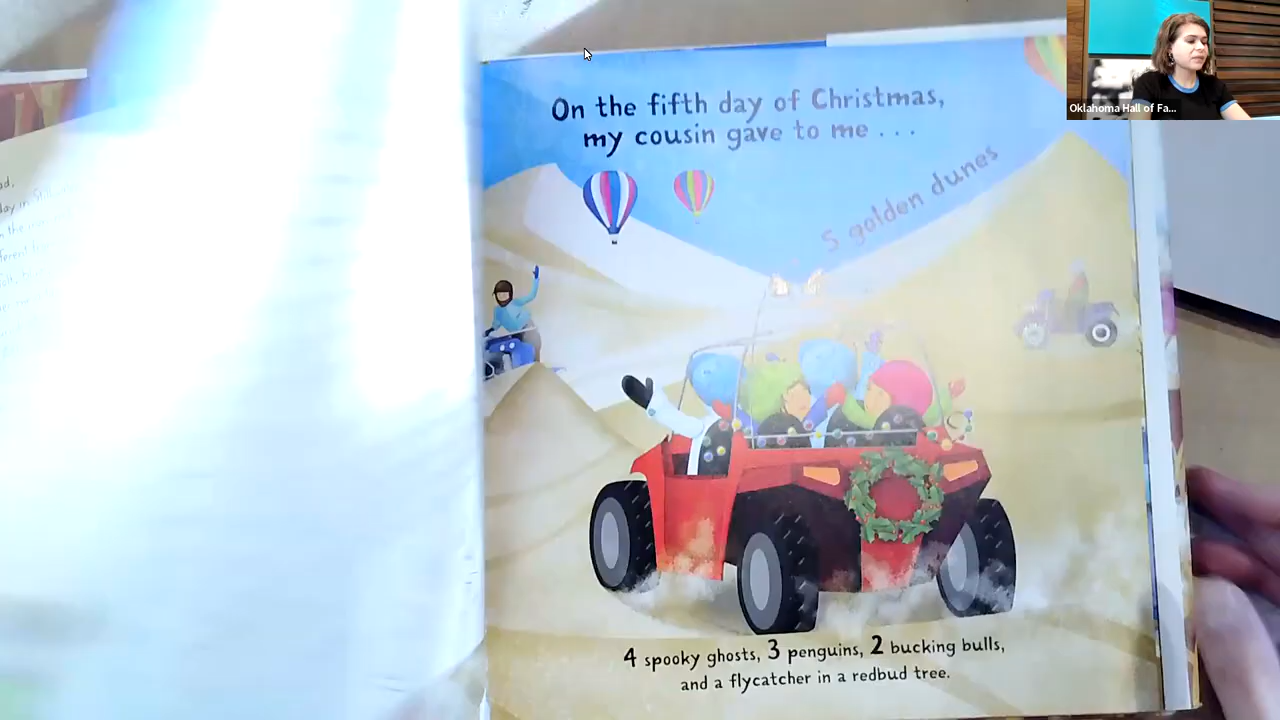 On the fifth day of Christmas,
my cousin gave to me . . .
5 golden dunes
4 spooky ghosts, 3 penguins, 2 bucking bulls,
and a flycatcher in a redbud tree.
Oklahoma Hall of Fa...